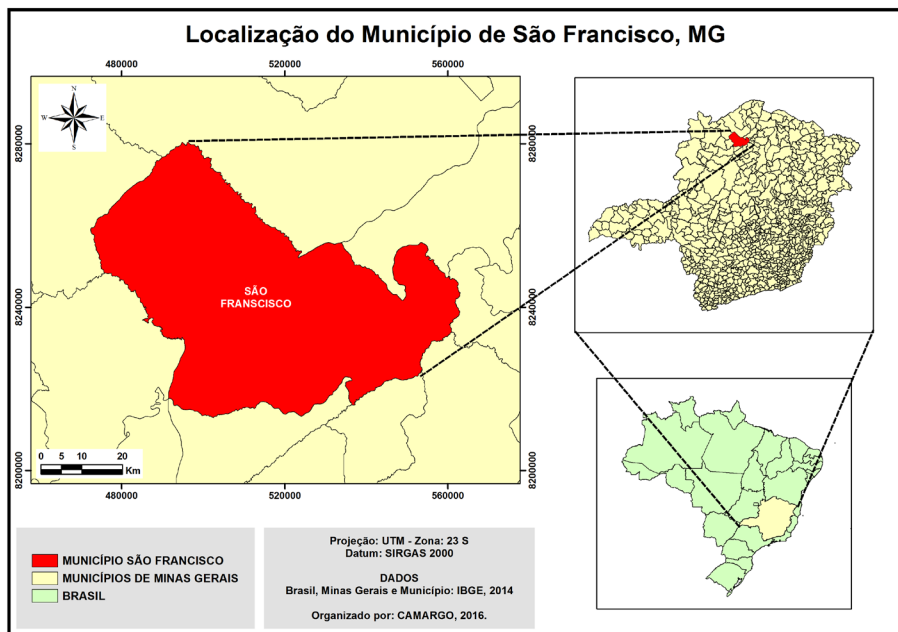 Localização do Município de São Francisco, MG
480000
520000
560000
N
W
E
S
8280000
8280000
SÃO
FRANSCISCO
8240000
8240000
0 5 10 20
Km
8200000
8200000
480000
520000
560000
MUNICÍPIO SÃO FRANCISCO
MUNICÍPIOS DE MINAS GERAIS
BRASIL
Projeção: UTM - Zona: 23 S
Datum: SIRGAS 2000
DADOS
Brasil, Minas Gerais e Município: IBGE, 2014
Organizado por: CAMARGO, 2016.